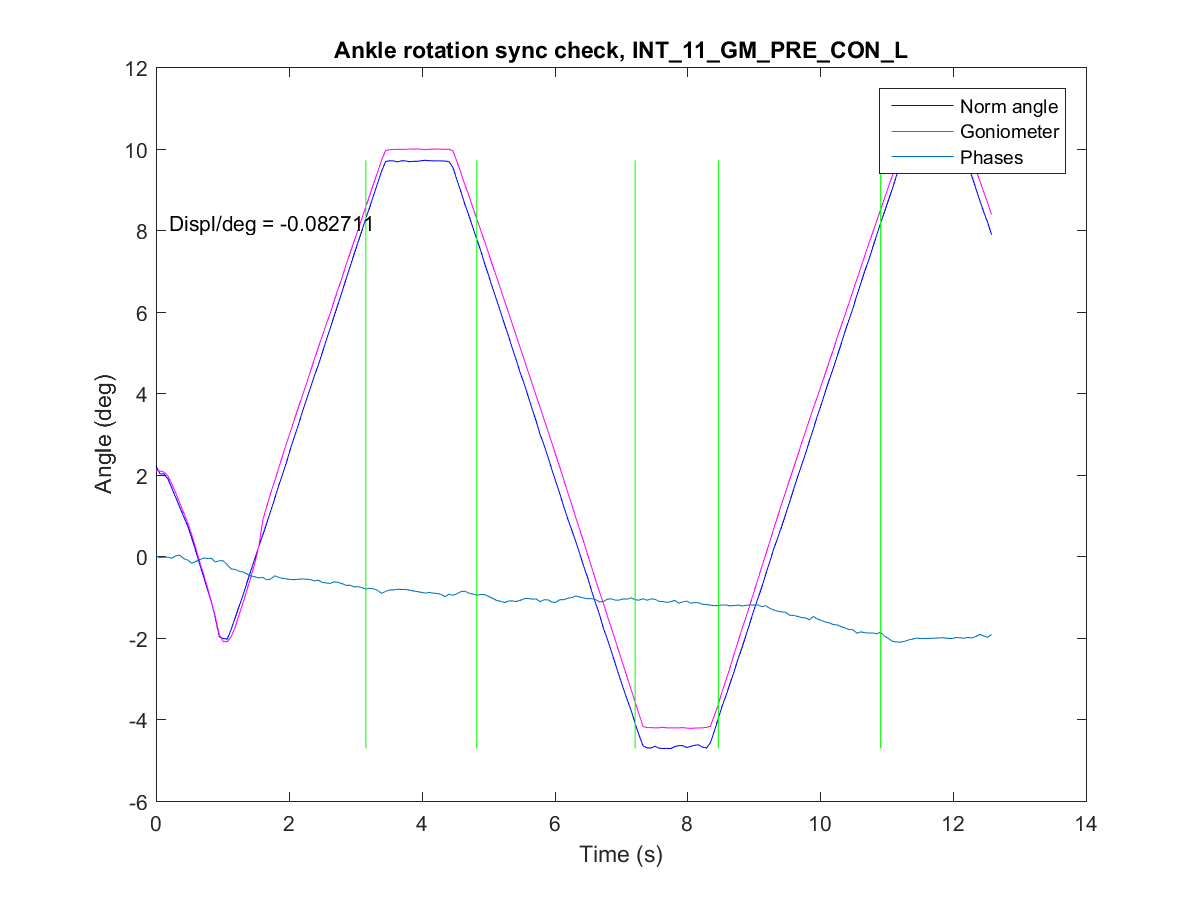 Ankle rotation sync check, INT_11_GM_PRE_CON_L
12
10
8
6
4
2
0
-2
-4
-6
Angle (deg)
Displ/deg = -0.082711
Norm angle
Goniometer
Phases
0 2 4 6 8 10 12 14
Time (s)